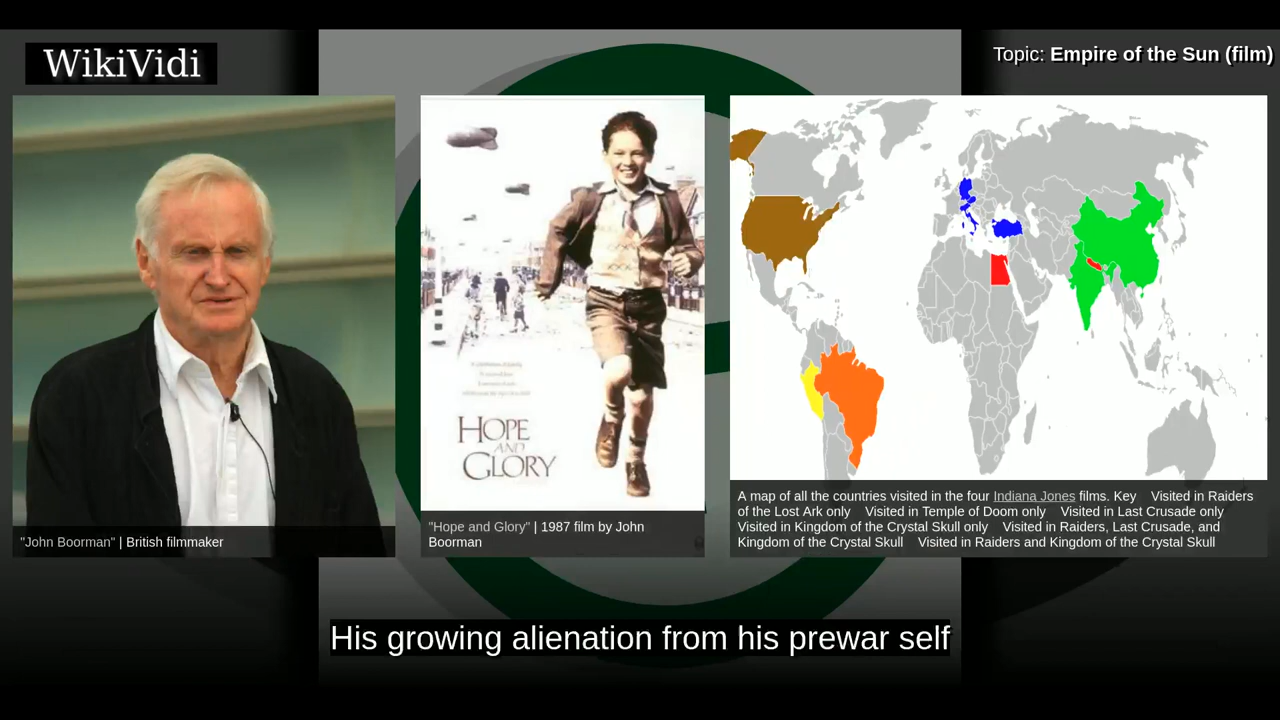 WikiVidi
Topic: Empire of the Sun (film)
HOPE
AND
GLORY
"John Boorman" | British filmmaker
"Hope and Glory" | 1987 film by John
Boorman
A map of all the countries visited in the four Indiana Jones films. Key Visited in Raiders
of the Lost Ark only Visited in Temple of Doom only Visited in Last Crusade only
Visited in Kingdom of the Crystal Skull only Visited in Raiders, Last Crusade, and
Kingdom of the Crystal Skull Visited in Raiders and Kingdom of the Crystal Skull
His growing alienation from his prewar self